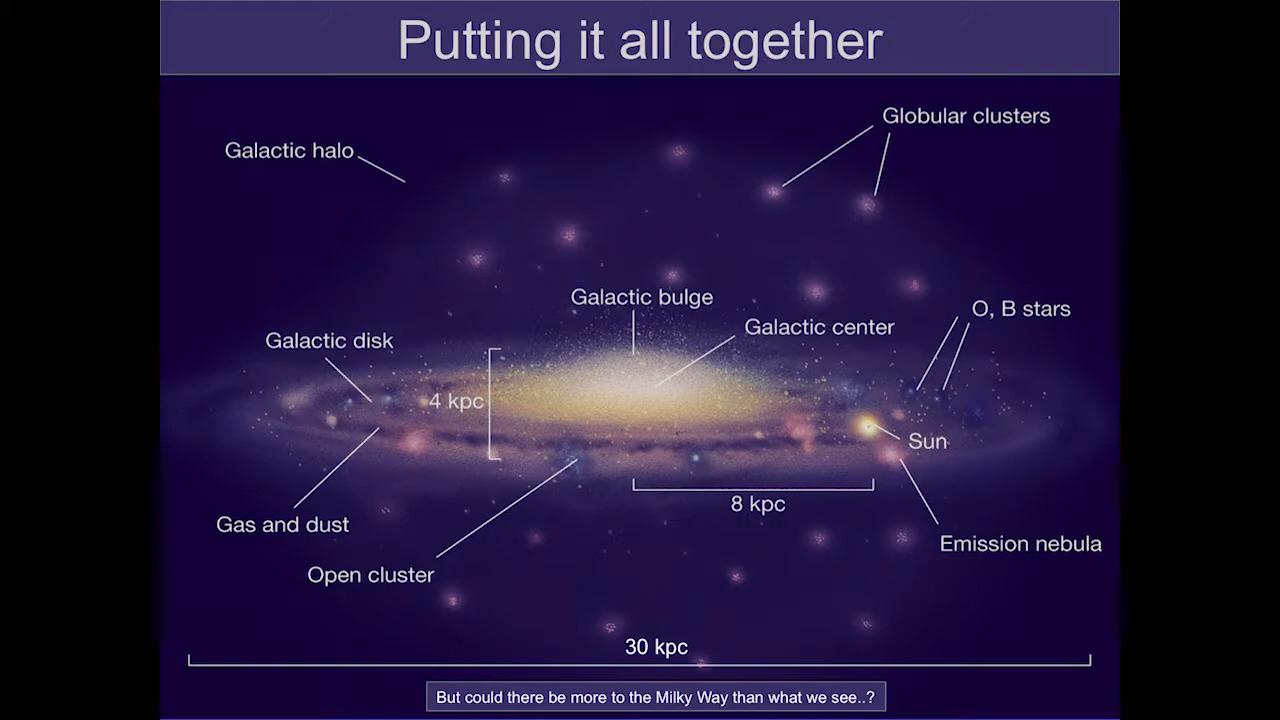 Putting it all together
Globular clusters
Galactic halo
Galactic bulge
O, B stars
Galactic center
Galactic disk
4 kpc
Sun
8 kpc
Gas and dust
Emission nebula
Open cluster
30 kpc
But could there be more to the Milky Way than what we see..?